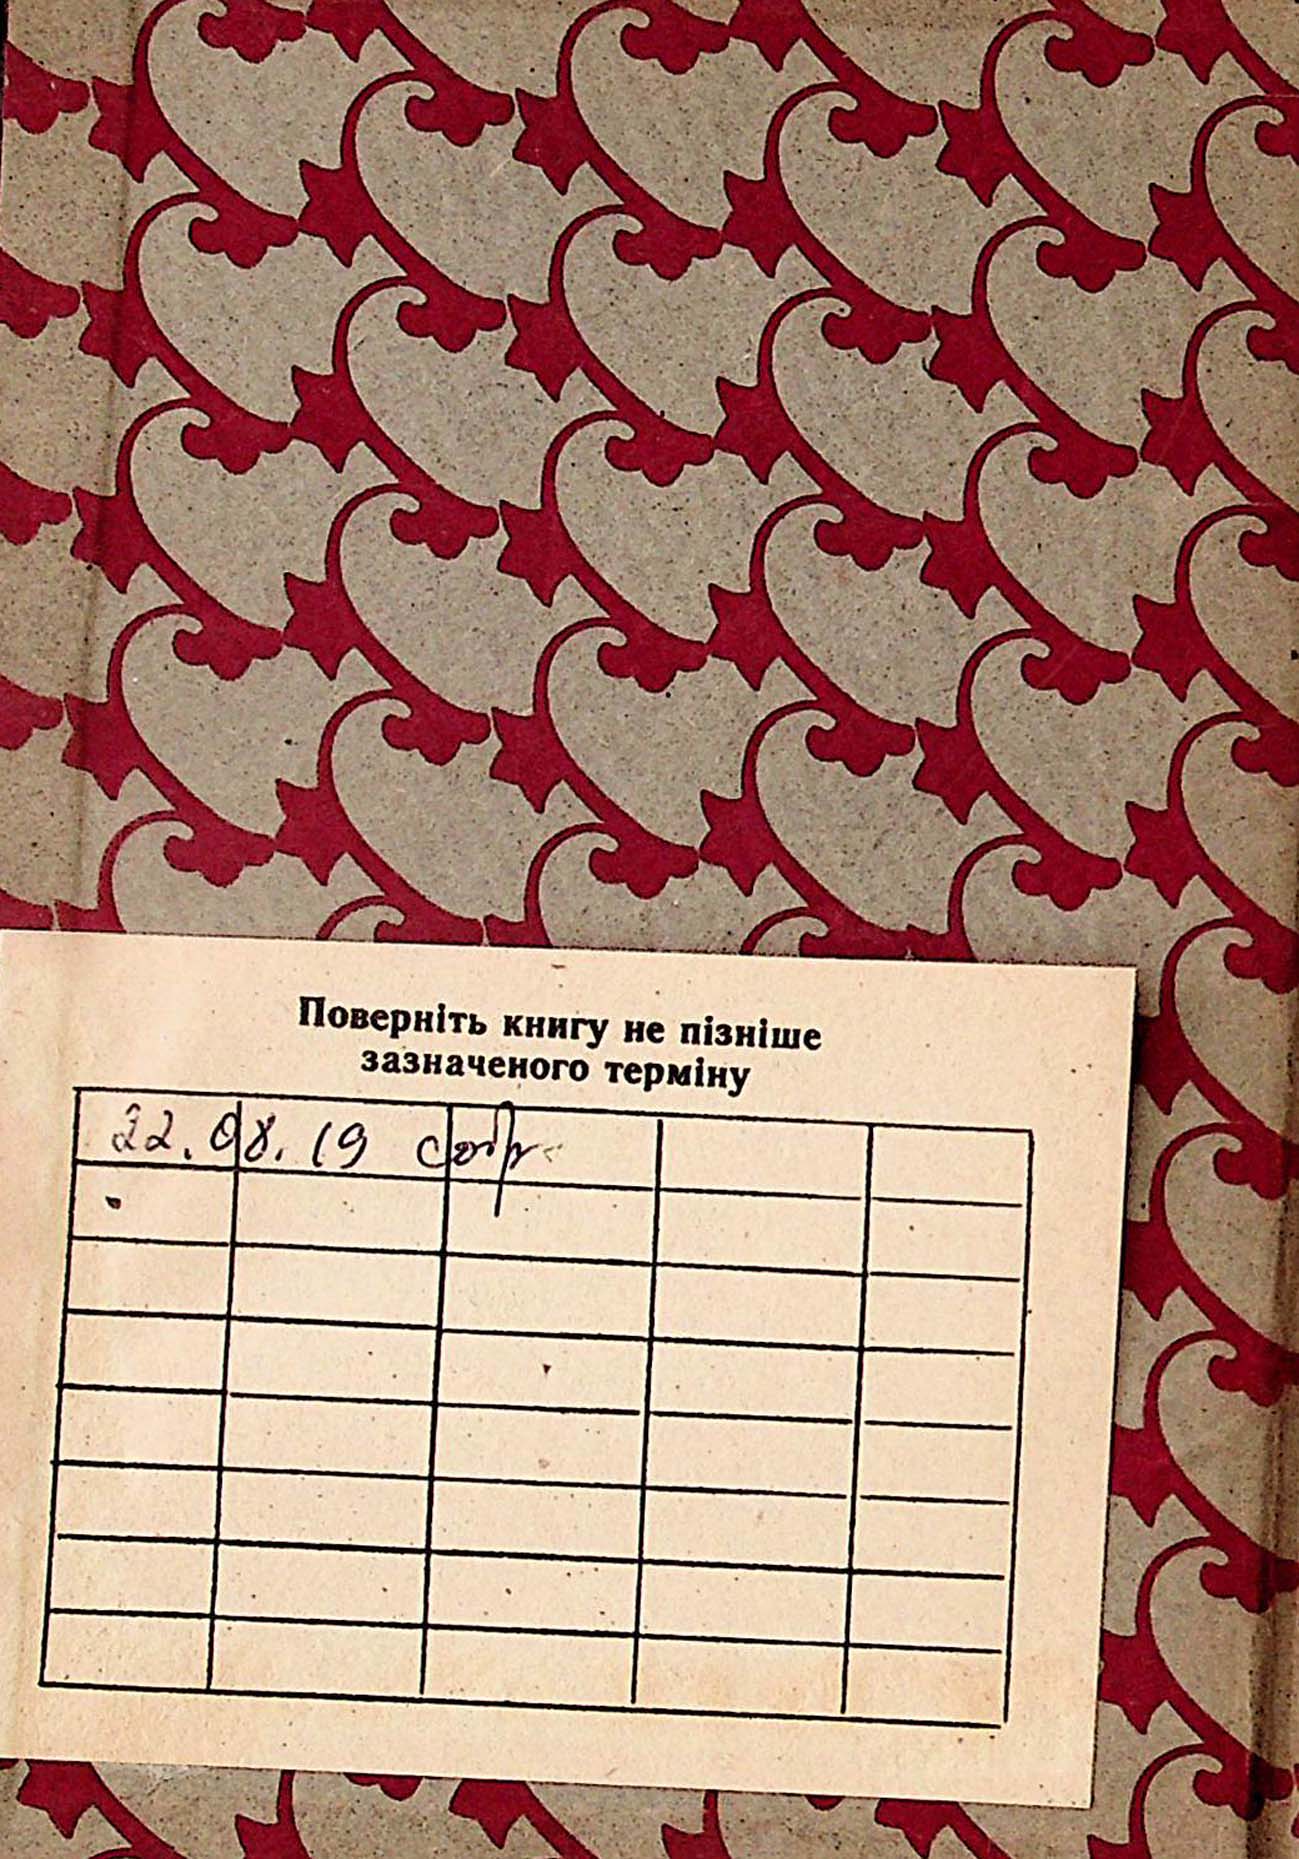 Поверніть книгу не пізніше
зазначеного терміну
22.08.19